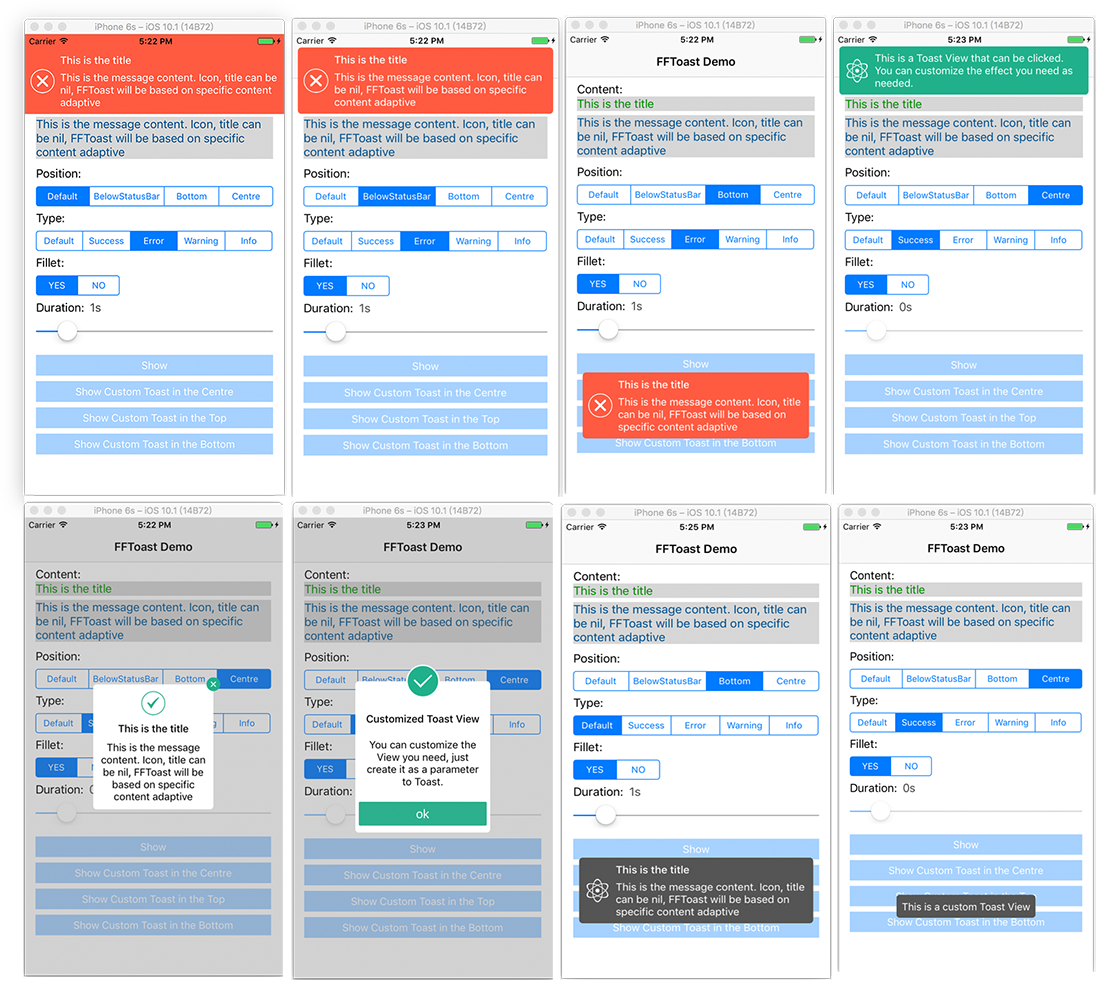 iPhone 6s – iOS 10.1 (14B72)
Carrier
5:22 PM
This is the title
This is the message content. Icon, title can be
nil, FFToast will be based on specific content
adaptive
This is the message content. Icon, title can
be nil, FFToast will be based on specific
content adaptive
Position:
Default BelowStatusBar Bottom Centre
Type:
Default Success Error Warning Info
Fillet:
YES NO
Duration: 1s
Show
Show Custom Toast in the Centre
Show Custom Toast in the Top
Show Custom Toast in the Bottom
iPhone 6s – iOS 10.1 (14B72)
Carrier
5:22 PM
This is the title
This is the message content. Icon, title can be
nil, FFToast will be based on specific content
adaptive
This is the message content. Icon, title can
be nil, FFToast will be based on specific
content adaptive
Position:
Default BelowStatusBar Bottom Centre
Type:
Default Success Error Warning Info
Fillet:
YES NO
Duration: 1s
Show
Show Custom Toast in the Centre
Show Custom Toast in the Top
Show Custom Toast in the Bottom
iPhone 6s – iOS 10.1 (14B72)
Carrier
5:22 PM
FFToast Demo
Content:
This is the title
This is the message content. Icon, title can
be nil, FFToast will be based on specific
content adaptive
Position:
Default BelowStatusBar Bottom Centre
Type:
Default Success Error Warning Info
Fillet:
YES NO
Duration: 1s
Show
This is the title
This is the message content. Icon, title
can be nil, FFToast will be based on
specific content adaptive
Show Custom Toast in the Bottom
iPhone 6s – iOS 10.1 (14B72)
Carrier
5:23 PM
This is a Toast View that can be clicked.
You can customize the effect you need as
needed.
This is the title
This is the message content. Icon, title can
be nil, FFToast will be based on specific
content adaptive
Position:
Default BelowStatusBar Bottom Centre
Type:
Default Success Error Warning Info
Fillet:
YES NO
Duration: 0s
Show
Show Custom Toast in the Centre
Show Custom Toast in the Top
Show Custom Toast in the Bottom
iPhone 6s – iOS 10.1 (14B72)
Carrier
5:22 PM
FFToast Demo
Content:
This is the title
This is the message content. Icon, title can
be nil, FFToast will be based on specific
content adaptive
Position:
Default BelowStatusBar Bottom Centre
Type:
Default Info
This is the title
Fillet:
YES
This is the message
content. Icon, title can
be nil, FFToast will be
based on specific
content adaptive
Duration:
Show
Show Custom Toast in the Centre
Show Custom Toast in the Top
Show Custom Toast in the Bottom
iPhone 6s – iOS 10.1 (14B72)
Carrier
5:23 PM
FFToast Demo
Content:
This is the title
This is the message content. Icon, title can
be nil, FFToast will be based on specific
content adaptive
Position:
Default Bottom Centre
Type:
Default Info
Customized Toast View
Fillet:
YES
You can customize the
View you need, just
create it as a parameter
to Toast.
Duration:
ok
Show
Show Custom Toast in the Centre
Show Custom Toast in the Top
Show Custom Toast in the Bottom
iPhone 6s – iOS 10.1 (14B72)
Carrier
5:25 PM
FFToast Demo
Content:
This is the title
This is the message content. Icon, title can
be nil, FFToast will be based on specific
content adaptive
Position:
Default BelowStatusBar Bottom Centre
Type:
Default Success Error Warning Info
Fillet:
YES NO
Duration: 1s
Show
This is the title
This is the message content. Icon, title
can be nil, FFToast will be based on
specific content adaptive
Show Custom Toast in the Bottom
iPhone 6s – iOS 10.1 (14B72)
Carrier
5:23 PM
FFToast Demo
Content:
This is the title
This is the message content. Icon, title can
be nil, FFToast will be based on specific
content adaptive
Position:
Default BelowStatusBar Bottom Centre
Type:
Default Success Error Warning Info
Fillet:
YES NO
Duration: 0s
Show
Show Custom Toast in the Centre
This is a custom Toast View
Show Custom Toast in the Bottom